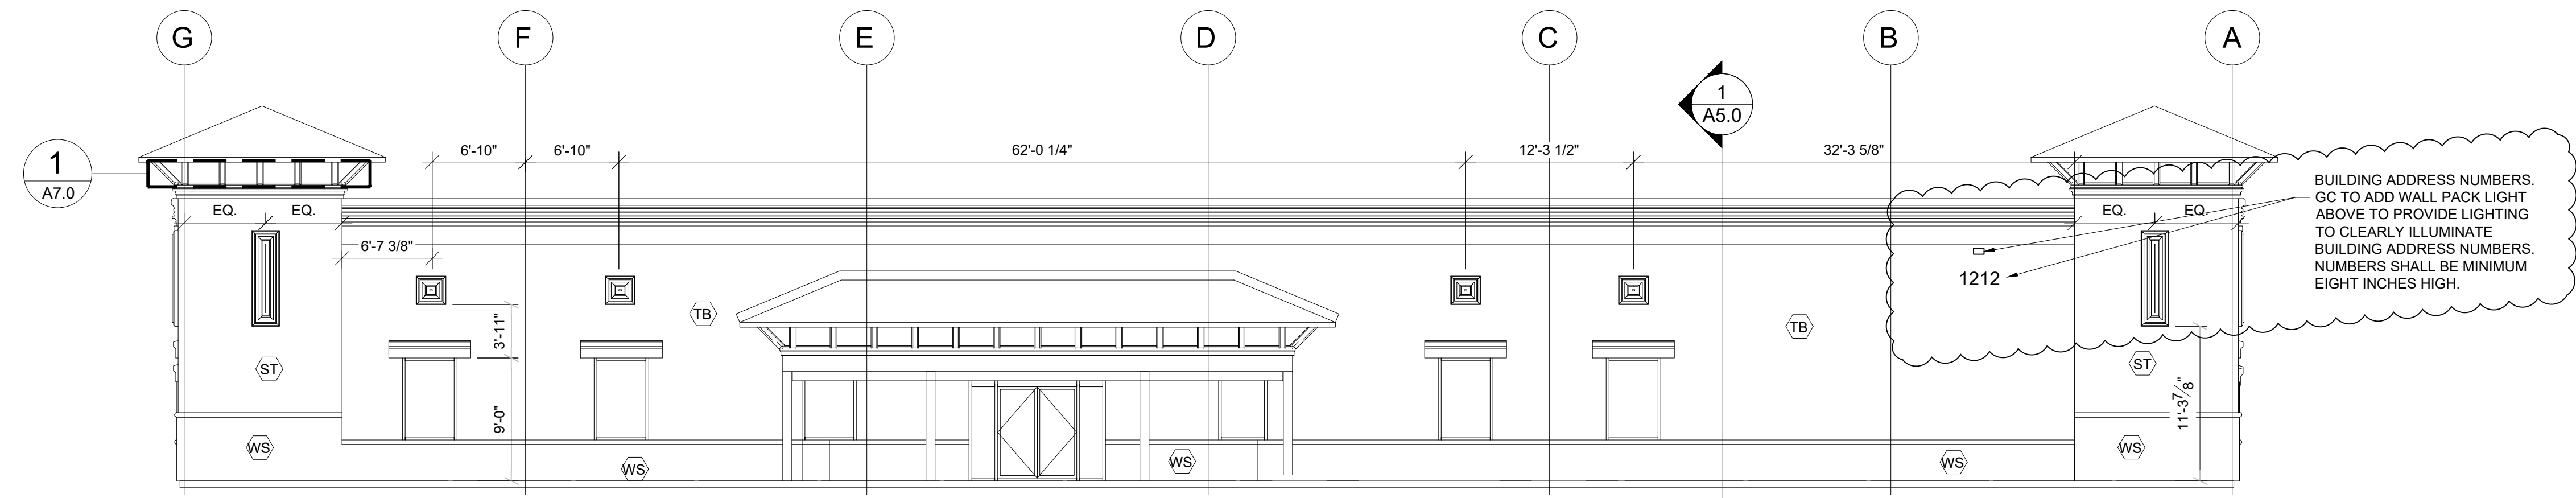 G F E D C B A
1
A5.0
1
A7.0
6'-10" 6'-10" 62'-0 1/4" 12'-3 1/2" 32'-3 5/8"
BUILDING ADDRESS NUMBERS.
GC TO ADD WALL PACK LIGHT
ABOVE TO PROVIDE LIGHTING
TO CLEARLY ILLUMINATE
BUILDING ADDRESS NUMBERS.
NUMBERS SHALL BE MINIMUM
EIGHT INCHES HIGH.
EQ. EQ. EQ. EQ.
6'-7 3/8"
1212
TB TB
3'-11"
ST ST
9'-0"
11'-3 7/8"
WS WS WS WS WS